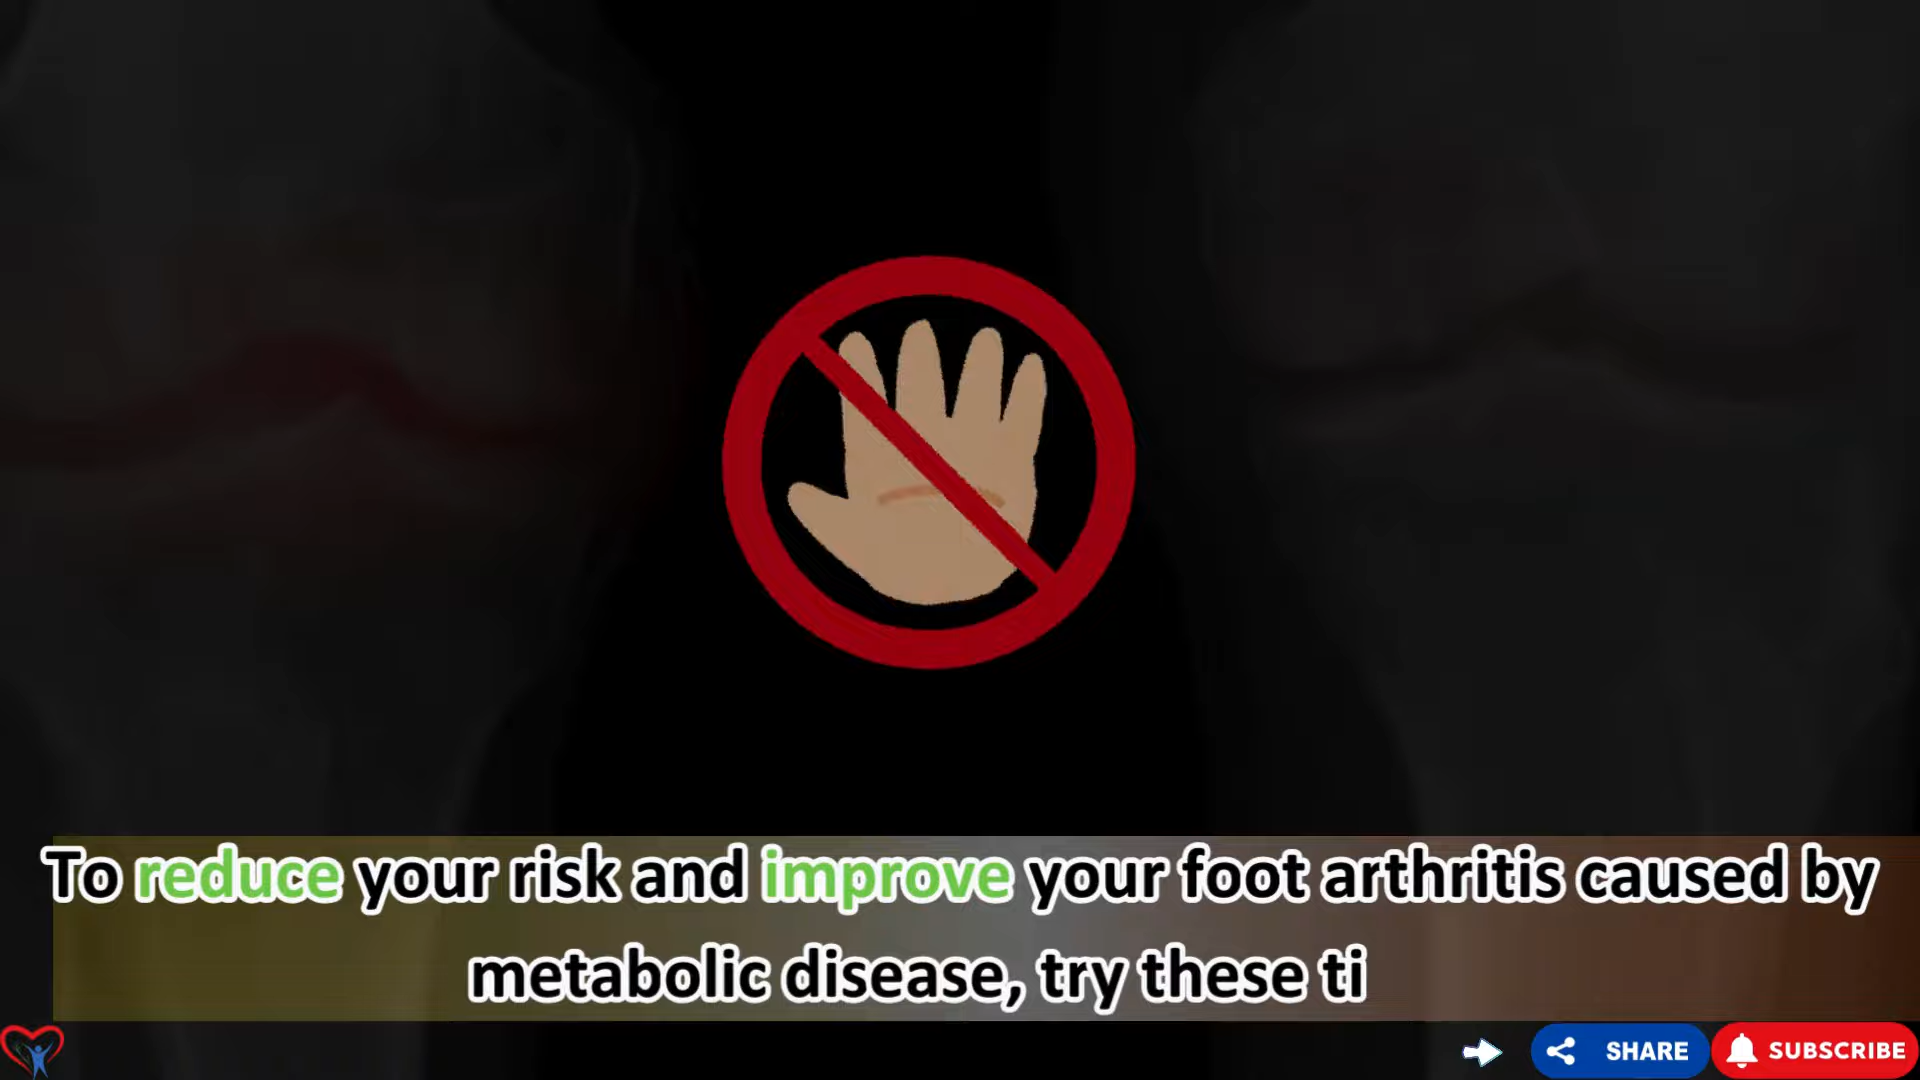 To reduce your risk and improve your foot arthritis caused by
metabolic disease, try these ti
SHARE
SUBSCRIBE